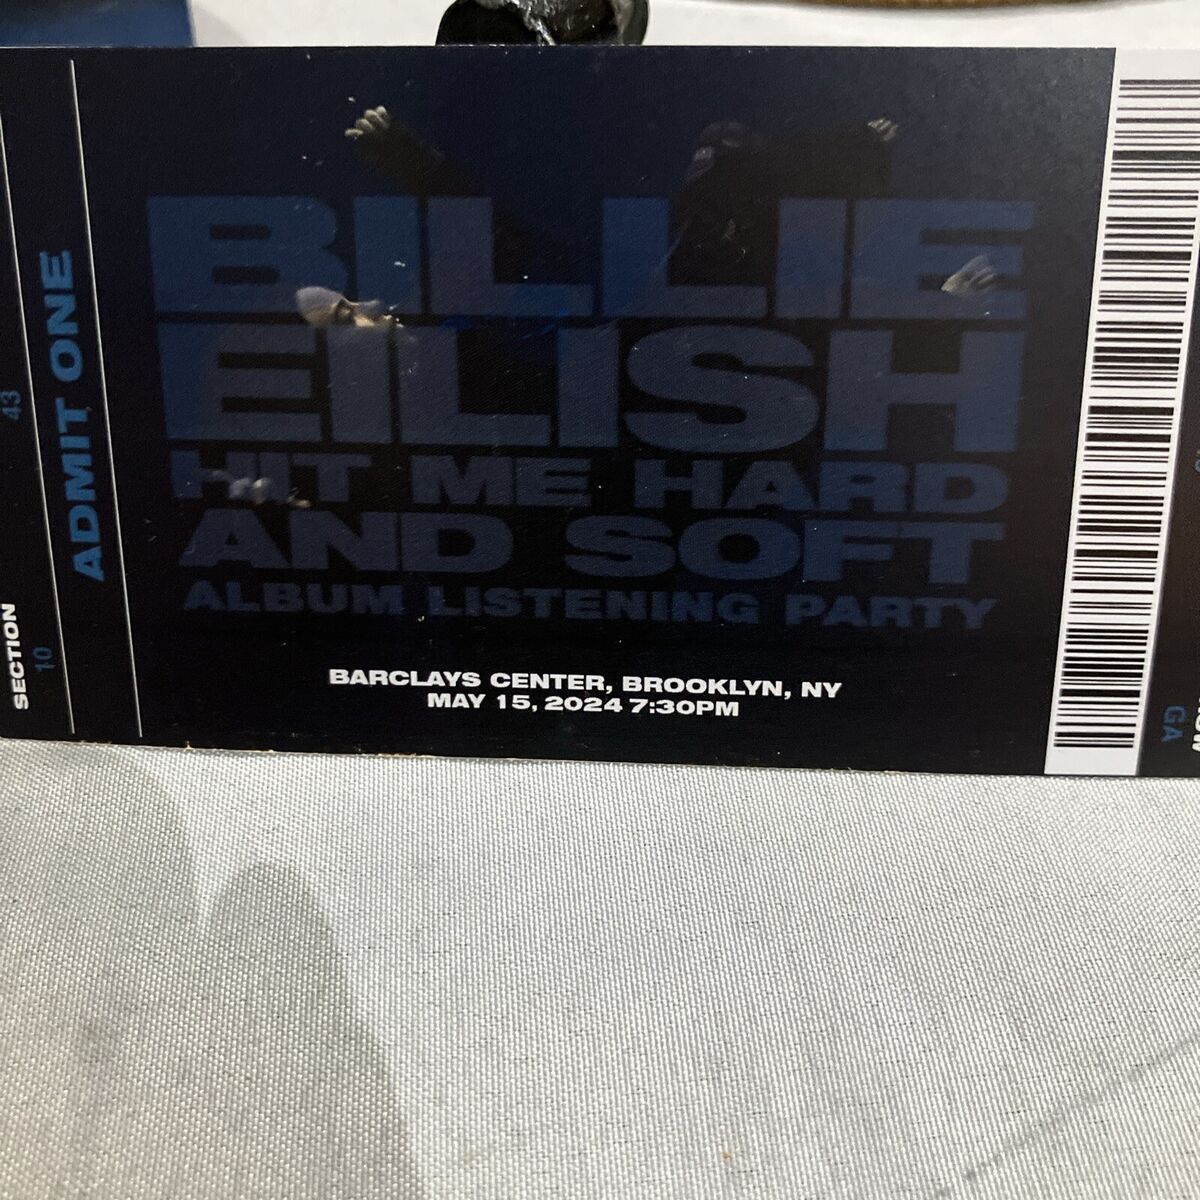 SECTION
10
43
ADMIT ONE
BILLIE
EILISH
HIT ME HARD
AND SOFT
ALBUM LISTENING PARTY
BARCLAYS CENTER, BROOKLYN, NY
MAY 15, 2024 7:30PM
GA